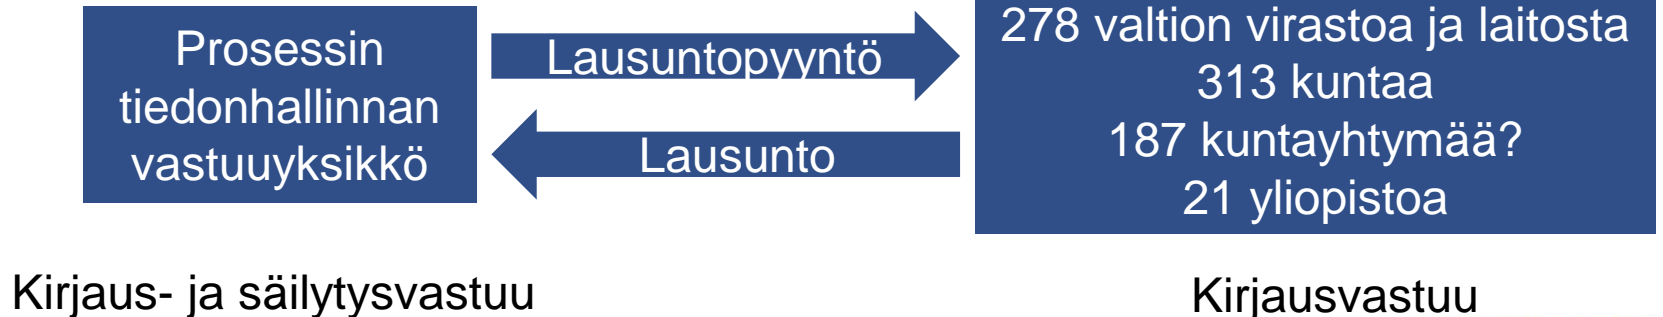 Prosessin
tiedonhallinnan
vastuuyksikkö
Lausuntopyyntö
Lausunto
278 valtion virastoa ja laitosta
313 kuntaa
187 kuntayhtymää?
21 yliopistoa
Kirjaus- ja säilytysvastuu
Kirjausvastuu